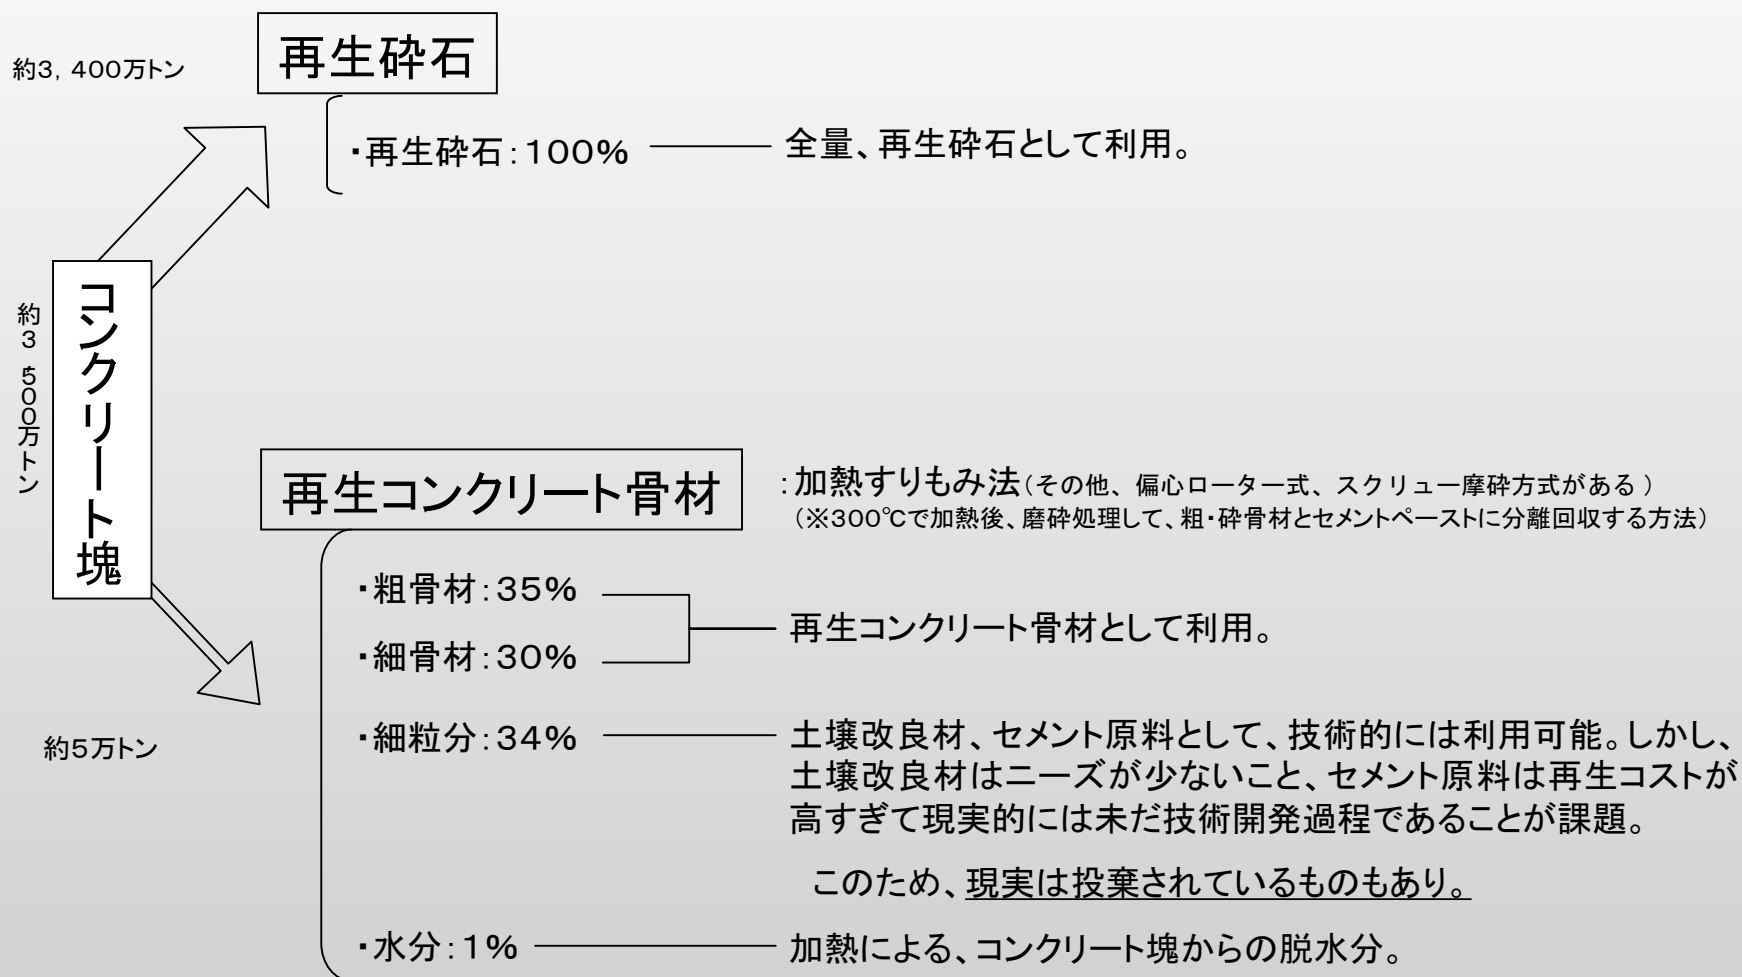 約3,400万トン
再生砕石
・再生砕石:100%
全量、再生砕石として利用。
約3,500万トン
コンクリート塊
再生コンクリート骨材
:加熱すりもみ法(その他、偏心ローター式、スクリュー摩砕方式がある)
(※300℃で加熱後、磨砕処理して、粗・砕骨材とセメントペーストに分離回収する方法)
・粗骨材:35%
・細骨材:30%
再生コンクリート骨材として利用。
約5万トン
・細粒分:34%
土壌改良材、セメント原料として、技術的には利用可能。しかし、
土壌改良材はニーズが少ないこと、セメント原料は再生コストが
高すぎて現実的には未だ技術開発過程であることが課題。
このため、現実は投棄されているものもあり。
・水分:1%
加熱による、コンクリート塊からの脱水分。